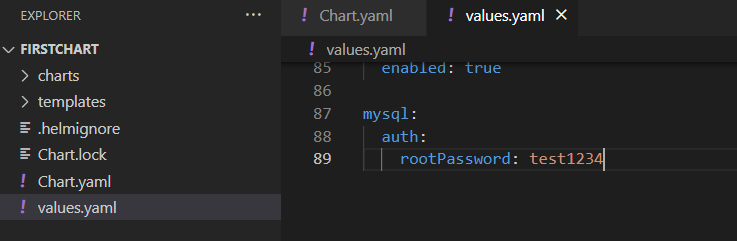 EXPLORER ...
FIRSTCHART
charts
templates
.helmignore
Chart.lock
! Chart.yaml
! values.yaml
! Chart.yaml
! values.yaml ×
! values.yaml
85 enabled: true
86
87 mysql:
88 auth:
89 rootPassword: test1234